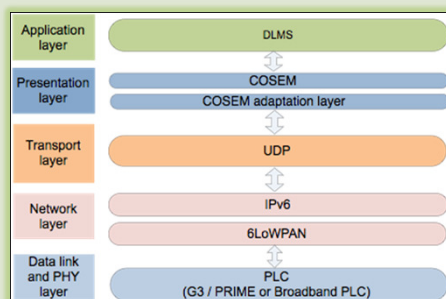 Application
layer
DLMS
Presentation
layer
COSEM
COSEM adaptation layer
Transport
layer
UDP
Network
layer
IPv6
6LoWPAN
Data link
and PHY
layer
PLC
(G3 / PRIME or Broadband PLC)